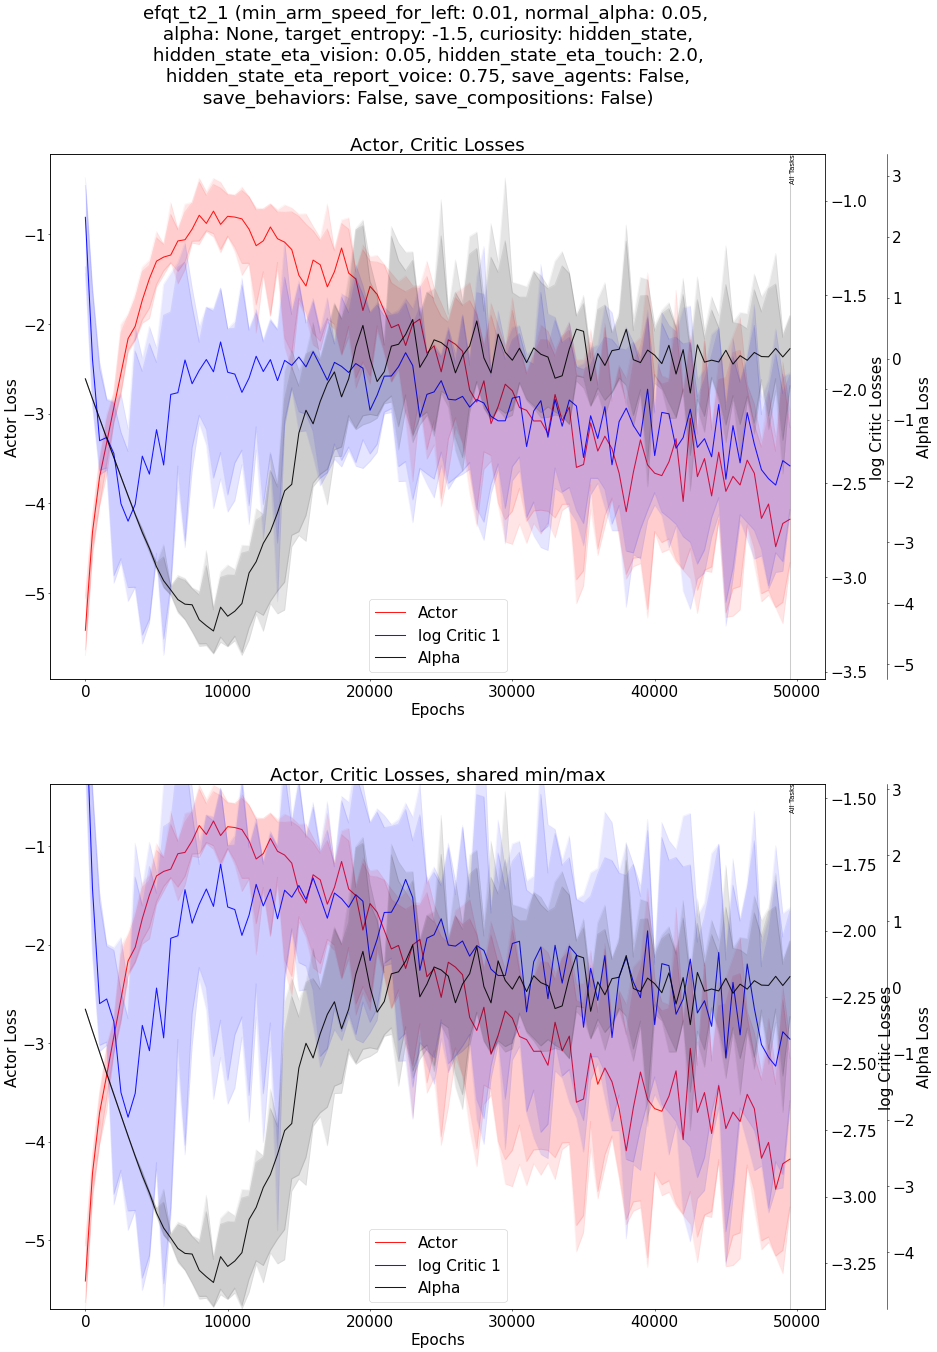 efqt_t2_1 (min_arm_speed_for_left: 0.01, normal_alpha: 0.05,
alpha: None, target_entropy: -1.5, curiosity: hidden_state,
hidden_state_eta_vision: 0.05, hidden_state_eta_touch: 2.0,
hidden_state_eta_report_voice: 0.75, save_agents: False,
save_behaviors: False, save_compositions: False)
Actor, Critic Losses
All Tasks
Actor Loss
−1
−2
−3
−4
−5
−1.0
−1.5
−2.0
−2.5
−3.0
−3.5
log Critic Losses
3
2
1
0
−1
−2
−3
−4
−5
Alpha Loss
Actor
log Critic 1
Alpha
0 10000 20000 30000 40000 50000
Epochs
Actor, Critic Losses, shared min/max
All Tasks
Actor Loss
−1
−2
−3
−4
−5
−1.50
−1.75
−2.00
−2.25
−2.50
−2.75
−3.00
−3.25
log Critic Losses
3
2
1
0
−1
−2
−3
−4
Alpha Loss
Actor
log Critic 1
Alpha
0 10000 20000 30000 40000 50000
Epochs